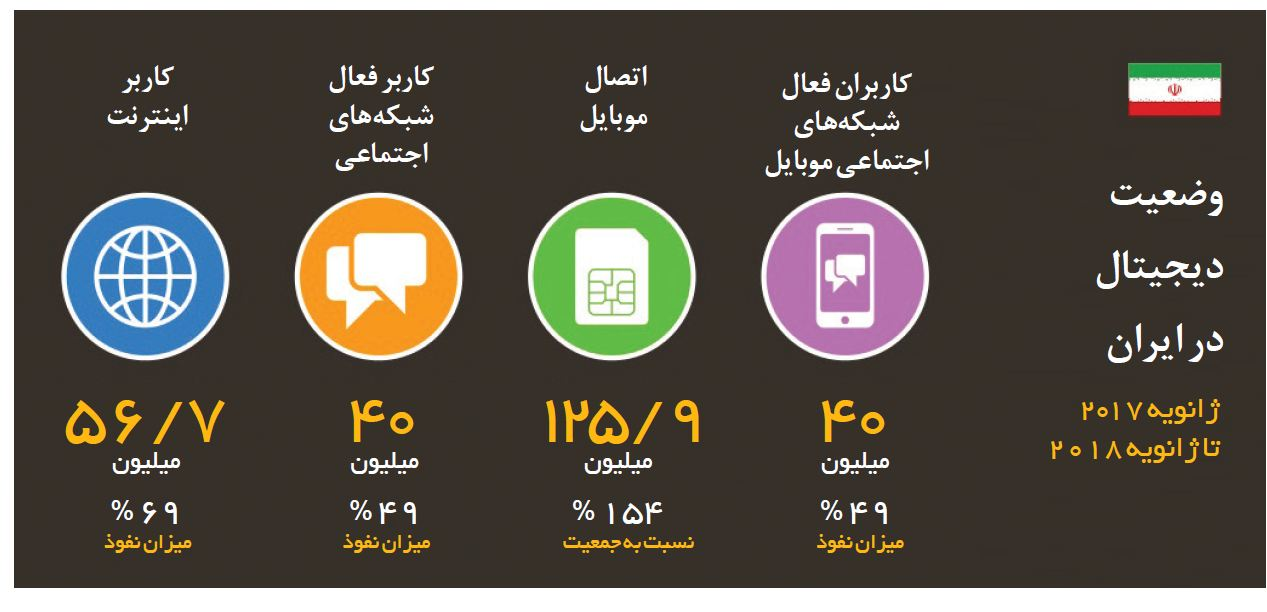 وضعیت
دیجیتال
در ایران
ژانویه ۲۰۱۷
تا ژانویه ۲۰۱۸
کاربران فعال
شبکه‌های
اجتماعی موبایل
۴۰
میلیون
% ۴۹
میزان نفوذ
اتصال
موبایل
۱۲۵/۹
میلیون
% ۱۵۴
نسبت به جمعیت
کاربر فعال
شبکه‌های
اجتماعی
۴۰
میلیون
% ۴۹
میزان نفوذ
کاربر
اینترنت
۵۶/۷
میلیون
% ۶۹
میزان نفوذ